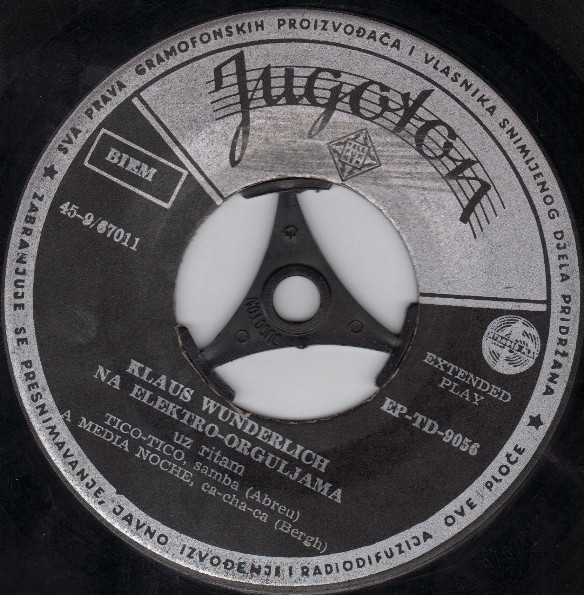 ★ SVA PRAVA GRAMOFONSKIH PROIZVOĐAČA I VLASNIKA SNIMLJENOG DJELA PRIDRŽANA ★ ZABRANJUJE SE PRESNIMAVANJE, JAVNO IZVOĐENJE I RADIODIFUZIJA OVE PLOČE
Jugoton
BIEM
45-9/67011
EXTENDED
PLAY
EP-TD-9056
KLAUS WUNDERLICH
NA ELEKTRO-ORGULJAMA
uz ritam
TICO-TICO, samba (Abreu)
A MEDIA NOCHE, ca-cha-ca (Bergh)